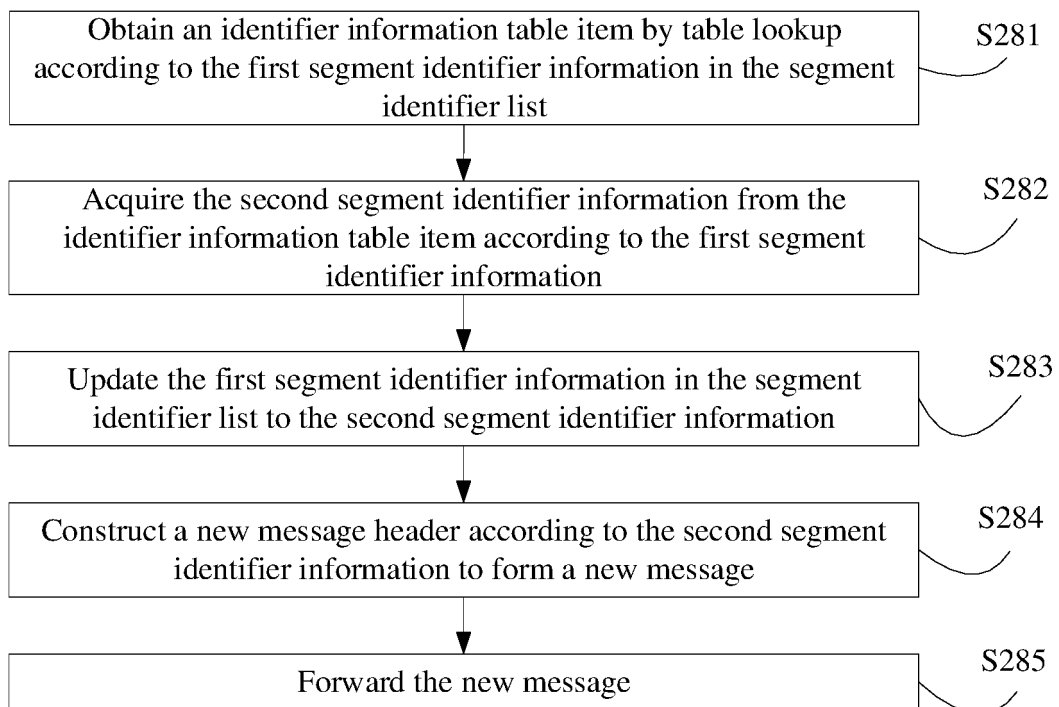 Obtain an identifier information table item by table lookup
according to the first segment identifier information in the segment
identifier list
S281
Acquire the second segment identifier information from the
identifier information table item according to the first segment
identifier information
S282
Update the first segment identifier information in the segment
identifier list to the second segment identifier information
S283
Construct a new message header according to the second segment
identifier information to form a new message
S284
Forward the new message
S285